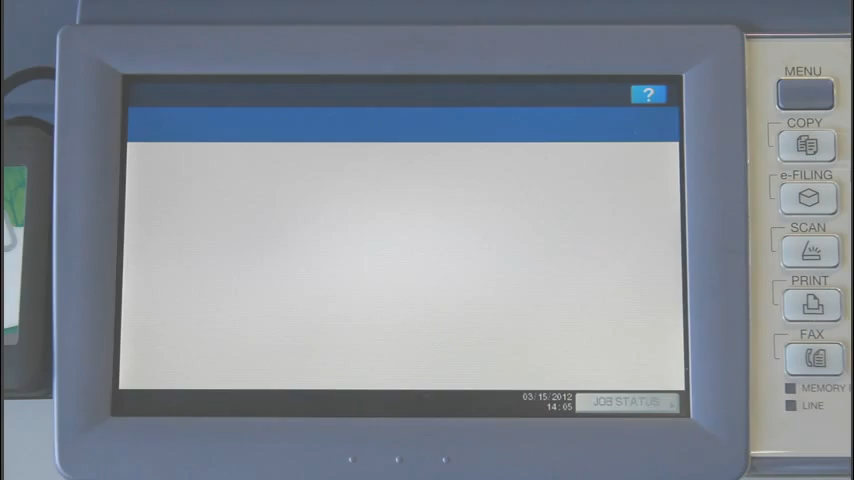 ?
MENU
COPY
e-FILING
SCAN
PRINT
FAX
MEMORY
LINE
03/15/2012
14:05
JOB STATUS